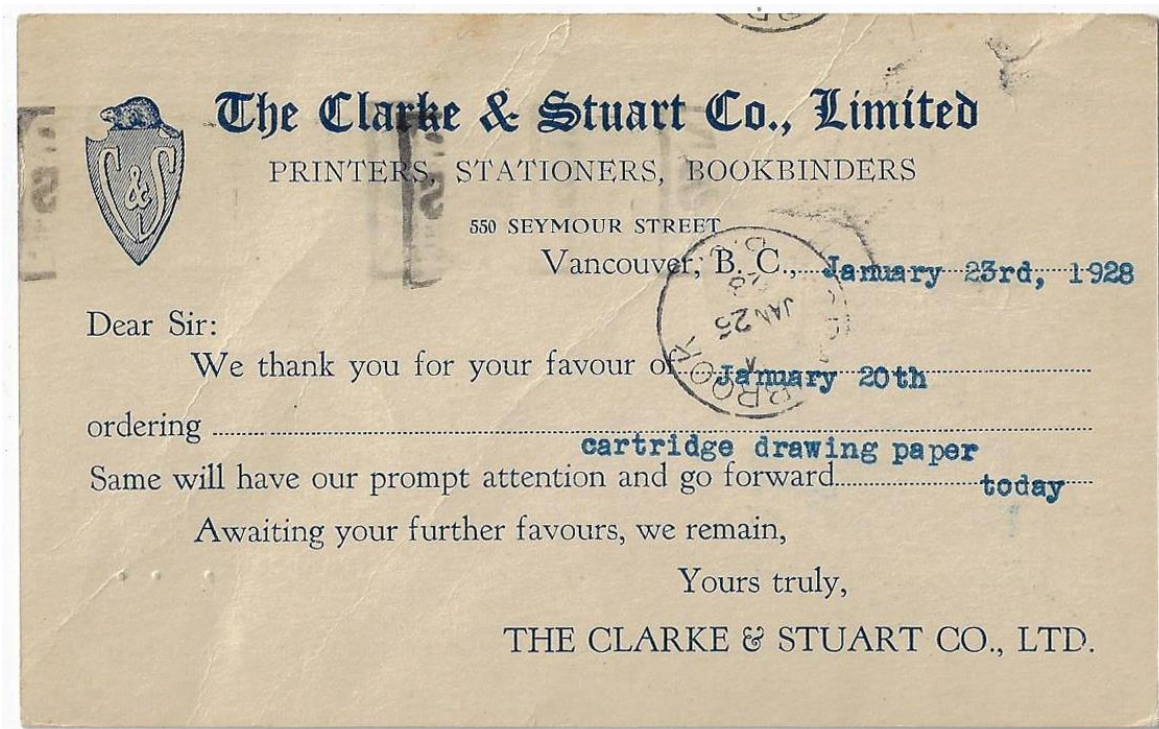 The Clarke & Stuart Co., Limited
C&S
PRINTERS, STATIONERS, BOOKBINDERS
550 SEYMOUR STREET
Vancouver, B. C., January 23rd, 1928
Dear Sir:
We thank you for your favour of January 20th
ordering
cartridge drawing paper
Same will have our prompt attention and go forward today
Awaiting your further favours, we remain,
Yours truly,
THE CLARKE & STUART CO., LTD.
JAN 25